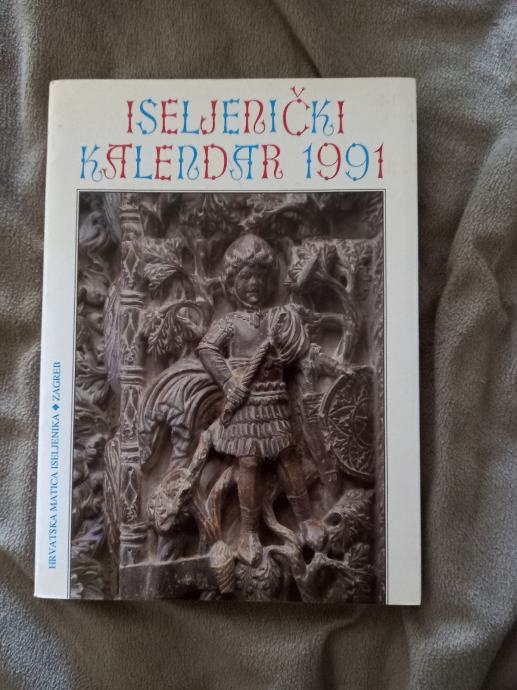 ISELJENIČKI
KALENDAR 1991
HRVATSKA MATICA ISELJENIKA ◆ ZAGREB